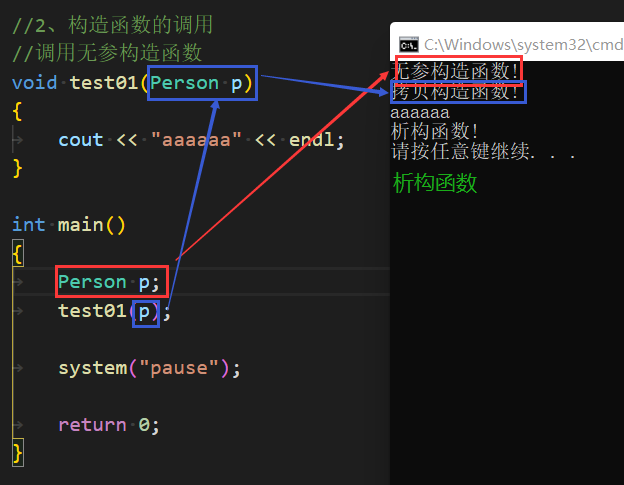 //2、构造函数的调用
//调用无参构造函数
void test01(Person p)
{
cout << "aaaaaa" << endl;
}
int main()
{
Person p;
test01(p);
system("pause");
return 0;
}
C:\Windows\system32\cmd
无参构造函数!
拷贝构造函数!
aaaaaa
析构函数!
请按任意键继续. . .
析构函数